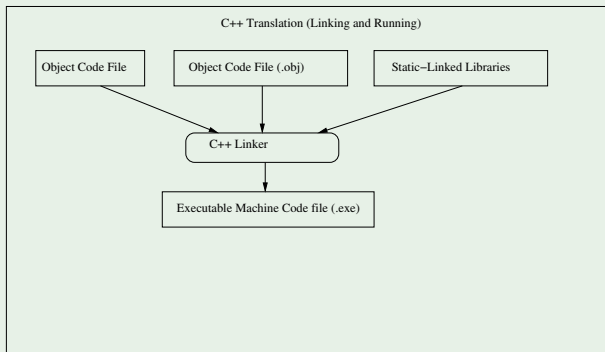 C++ Translation (Linking and Running)
Object Code File
Object Code File (.obj)
Static−Linked Libraries
C++ Linker
Executable Machine Code file (.exe)